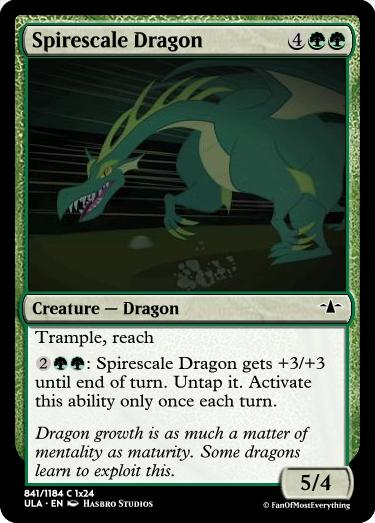 Spirescale Dragon 4
Creature — Dragon
Trample, reach
2: Spirescale Dragon gets +3/+3
until end of turn. Untap it. Activate
this ability only once each turn.
Dragon growth is as much a matter of
mentality as maturity. Some dragons
learn to exploit this.
5/4
841/1184 C 1x24
ULA • EN Hasbro Studios
© FanOfMostEverything